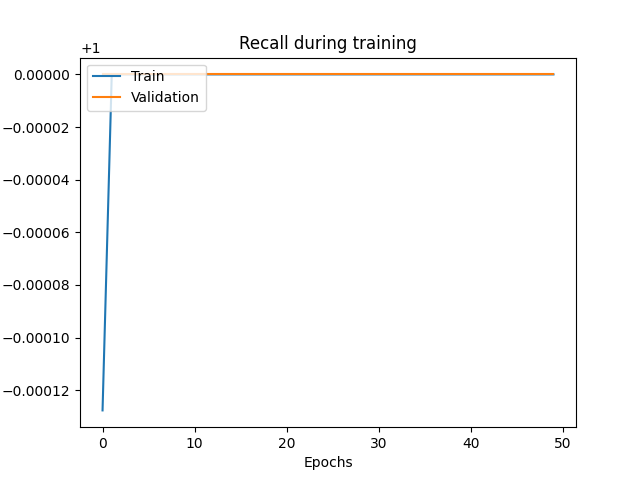 Recall during training
+1
0.00000
−0.00002
−0.00004
−0.00006
−0.00008
−0.00010
−0.00012
Train
Validation
0 10 20 30 40 50
Epochs